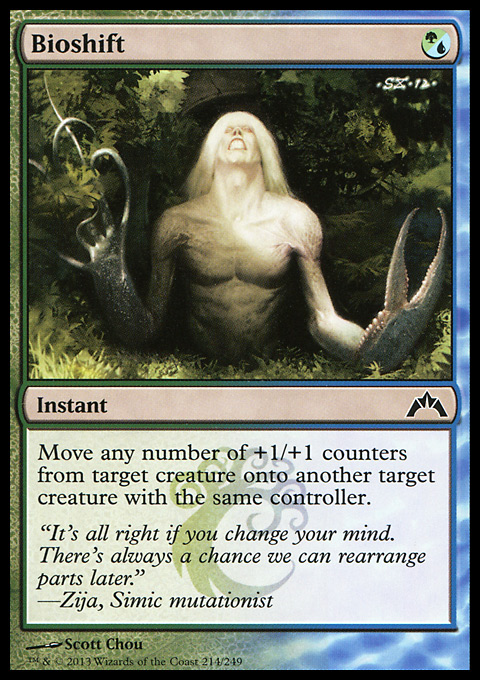 Bioshift
·SZ·12·
Instant
Move any number of +1/+1 counters
from target creature onto another target
creature with the same controller.
“It’s all right if you change your mind.
There’s always a chance we can rearrange
parts later.”
—Zija, Simic mutationist
Scott Chou
™ & © 2013 Wizards of the Coast 214/249